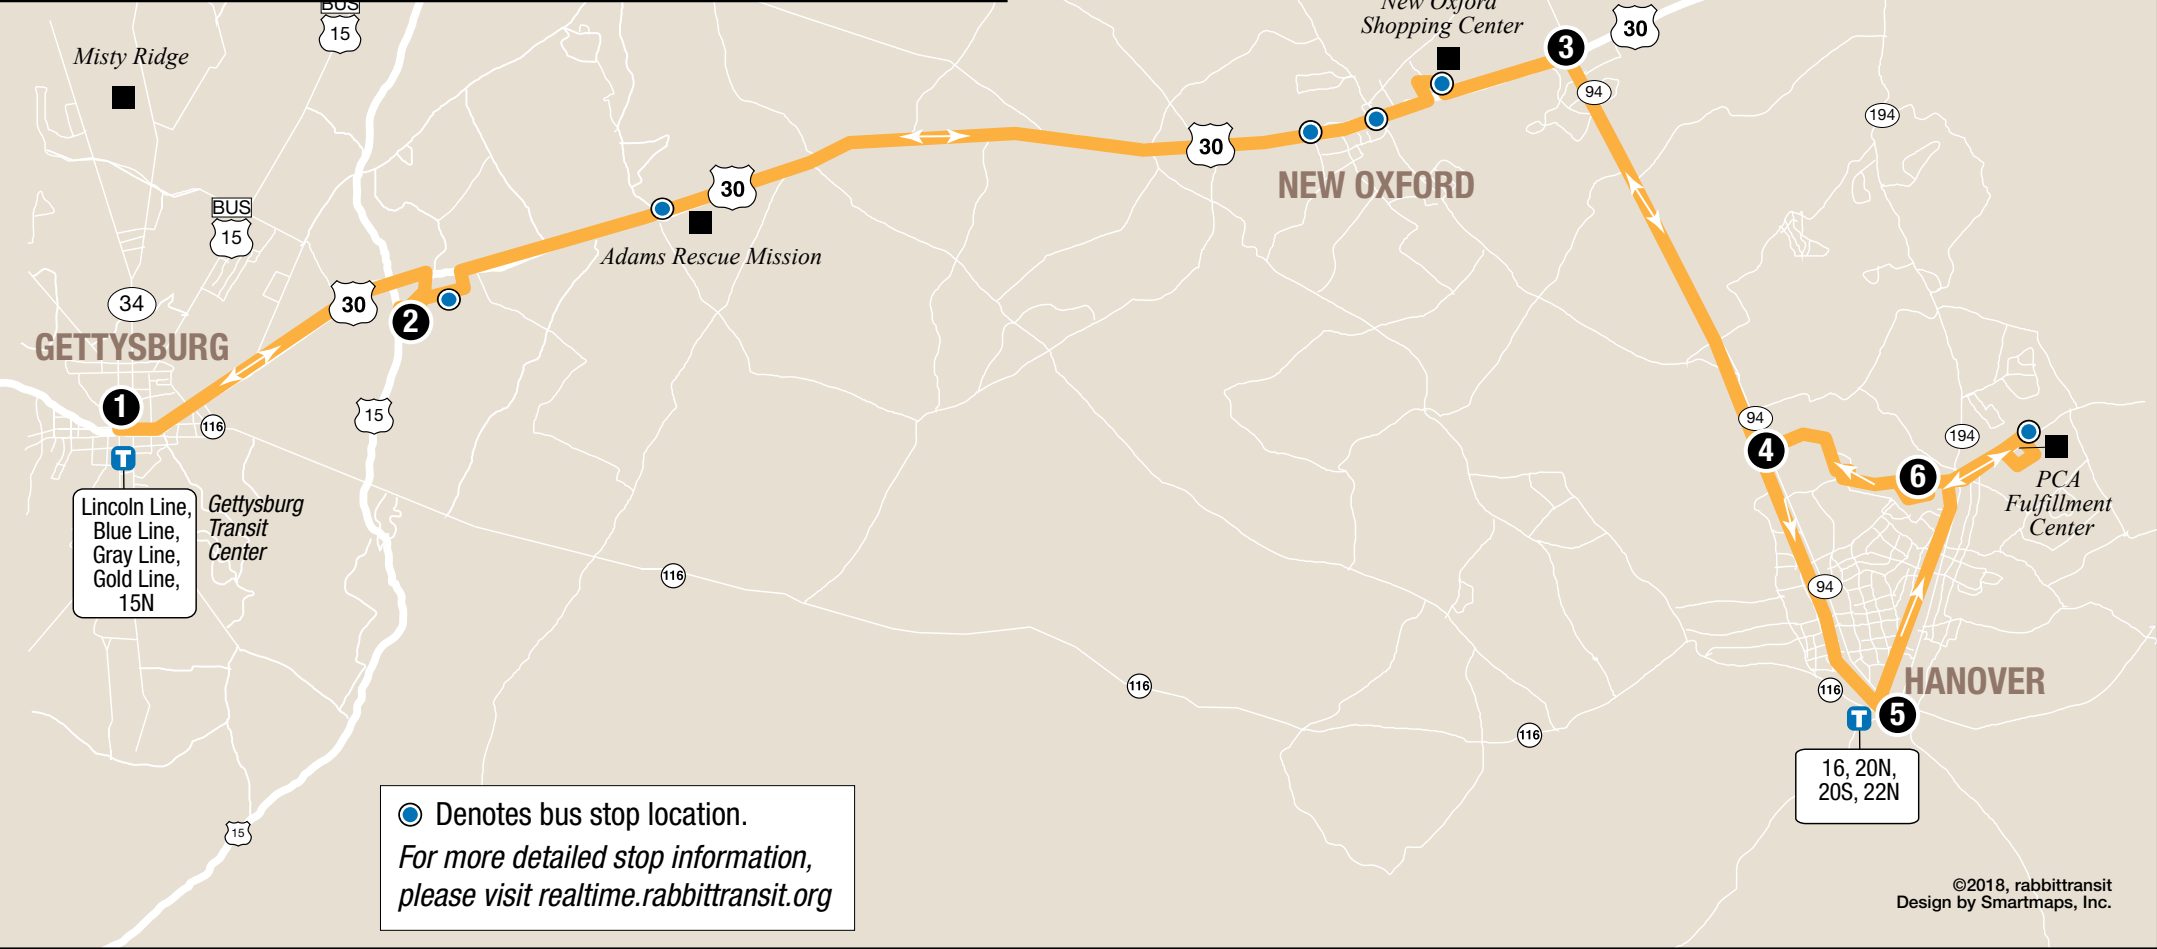 BUS
15
New Oxford
Shopping Center
30
3
Misty Ridge
94
194
30
NEW OXFORD
30
Adams Rescue Mission
BUS
15
34
30
2
GETTYSBURG
1
116
15
T
Lincoln Line,
Blue Line,
Gray Line,
Gold Line,
15N
Gettysburg
Transit
Center
94
4
194
6
PCA
Fulfillment
Center
116
94
116
116
116
HANOVER
T
5
16, 20N,
20S, 22N
15
Denotes bus stop location.
For more detailed stop information,
please visit realtime.rabbittransit.org
©2018, rabbittransit
Design by Smartmaps, Inc.